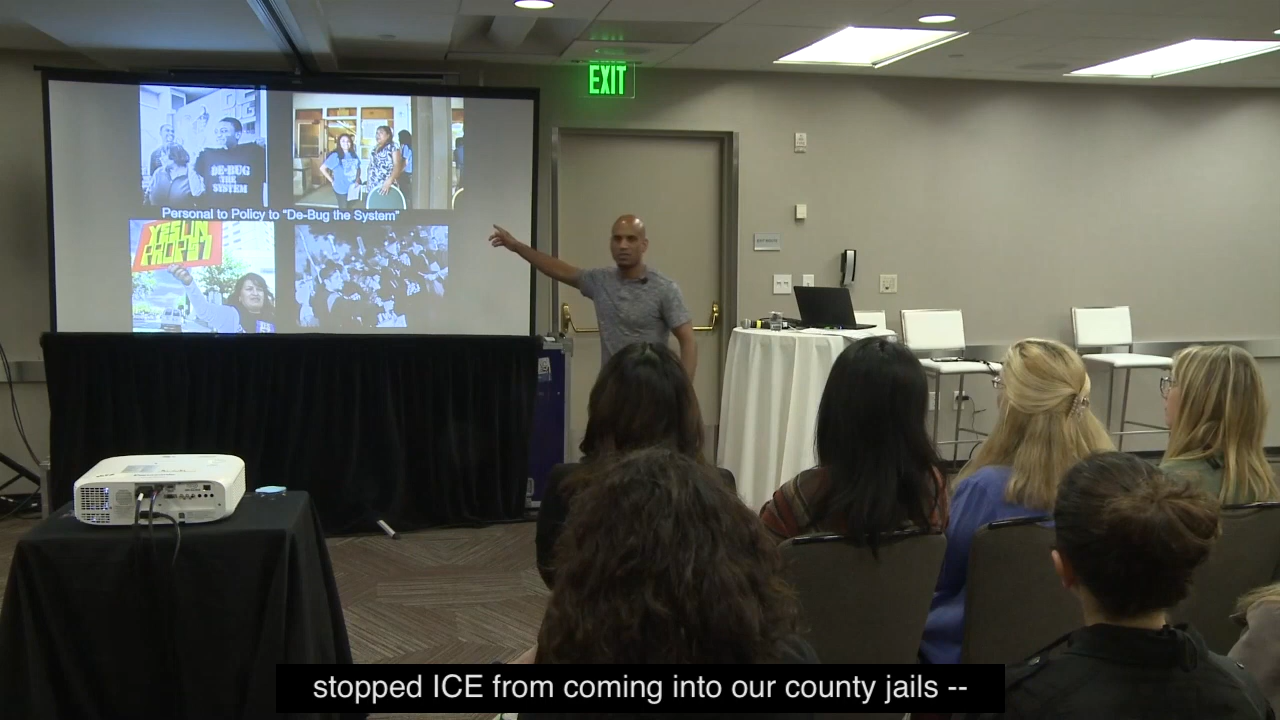 EXIT
DE-BUG
THE
SYSTEM
Personal to Policy to “De-Bug the System”
YES ON
PROP 57
stopped ICE from coming into our county jails --